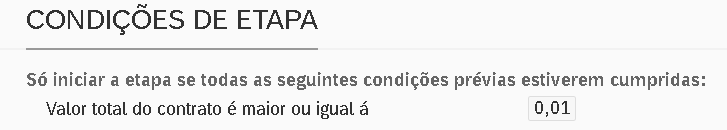 CONDIÇÕES DE ETAPA
Só iniciar a etapa se todas as seguintes condições prévias estiverem cumpridas:
Valor total do contrato é maior ou igual á 0,01